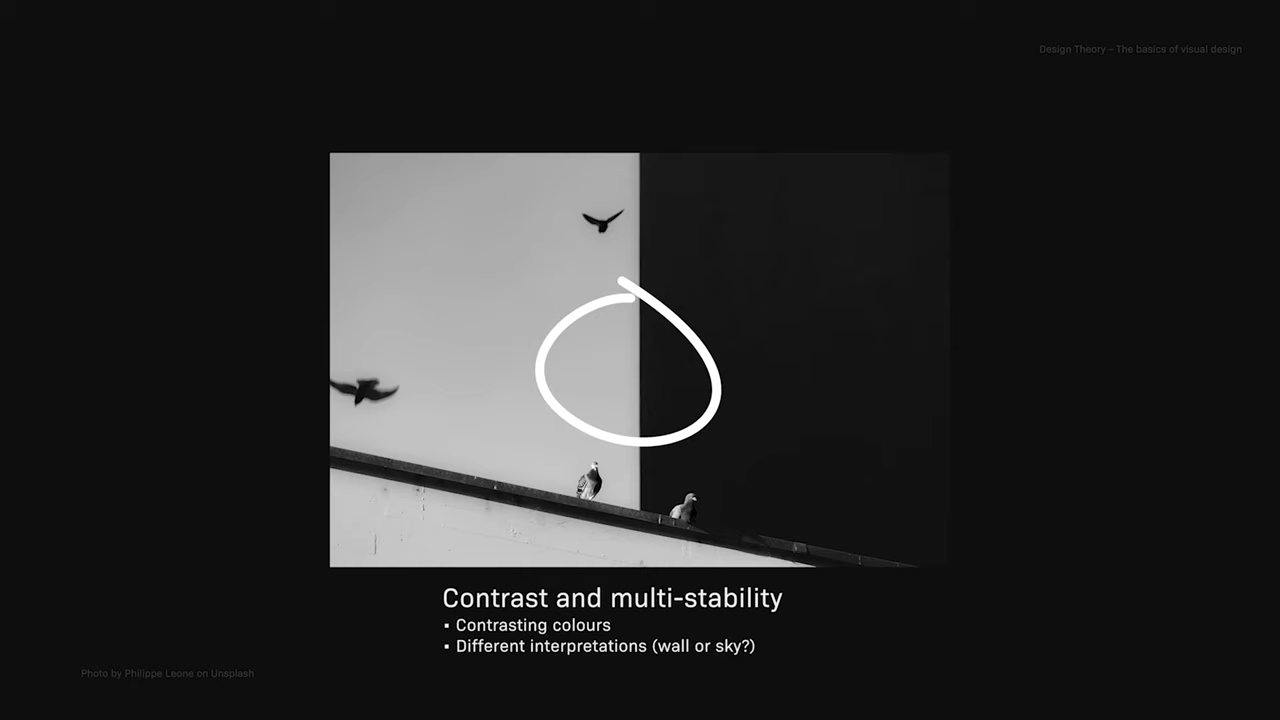 Design Theory – The basics of visual design
Contrast and multi-stability
▪ Contrasting colours
▪ Different interpretations (wall or sky?)
Photo by Philippe Leone on Unsplash